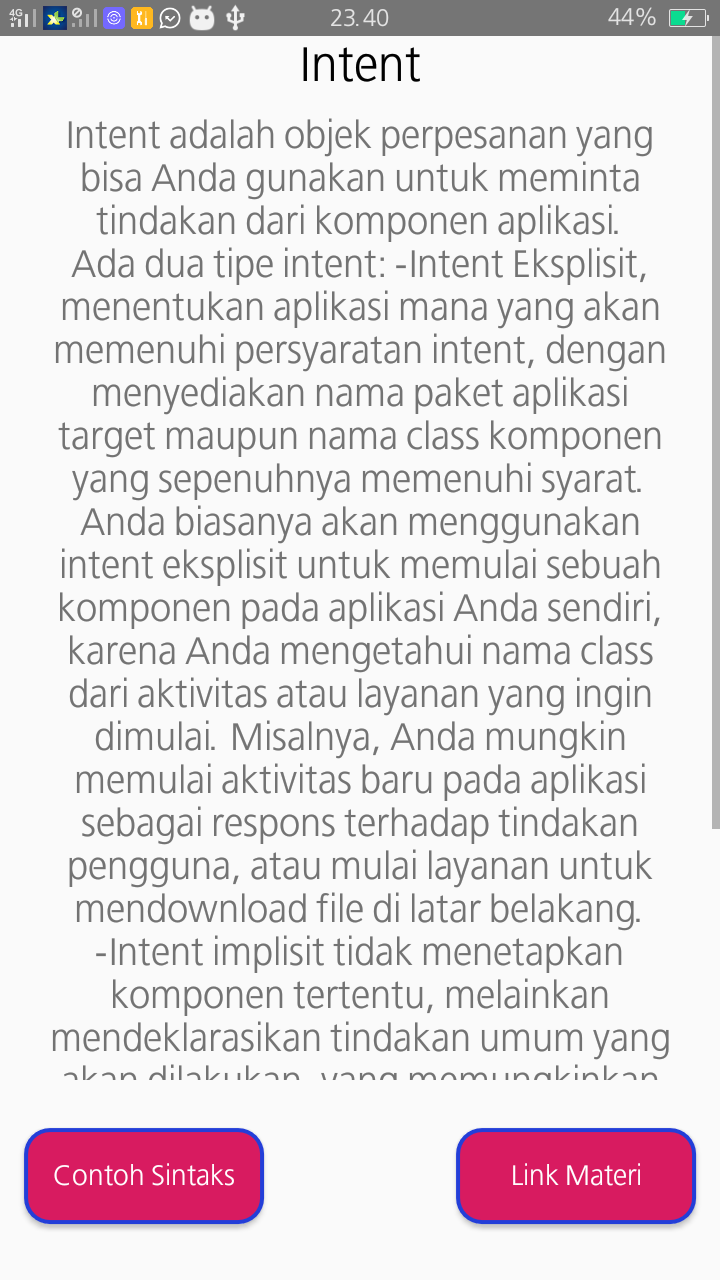 4G
23.40
44%
Intent
Intent adalah objek perpesanan yang
bisa Anda gunakan untuk meminta
tindakan dari komponen aplikasi.
Ada dua tipe intent: -Intent Eksplisit,
menentukan aplikasi mana yang akan
memenuhi persyaratan intent, dengan
menyediakan nama paket aplikasi
target maupun nama class komponen
yang sepenuhnya memenuhi syarat.
Anda biasanya akan menggunakan
intent eksplisit untuk memulai sebuah
komponen pada aplikasi Anda sendiri,
karena Anda mengetahui nama class
dari aktivitas atau layanan yang ingin
dimulai. Misalnya, Anda mungkin
memulai aktivitas baru pada aplikasi
sebagai respons terhadap tindakan
pengguna, atau mulai layanan untuk
mendownload file di latar belakang.
-Intent implisit tidak menetapkan
komponen tertentu, melainkan
mendeklarasikan tindakan umum yang
akan dilakukan, yang memungkinkan
Contoh Sintaks
Link Materi